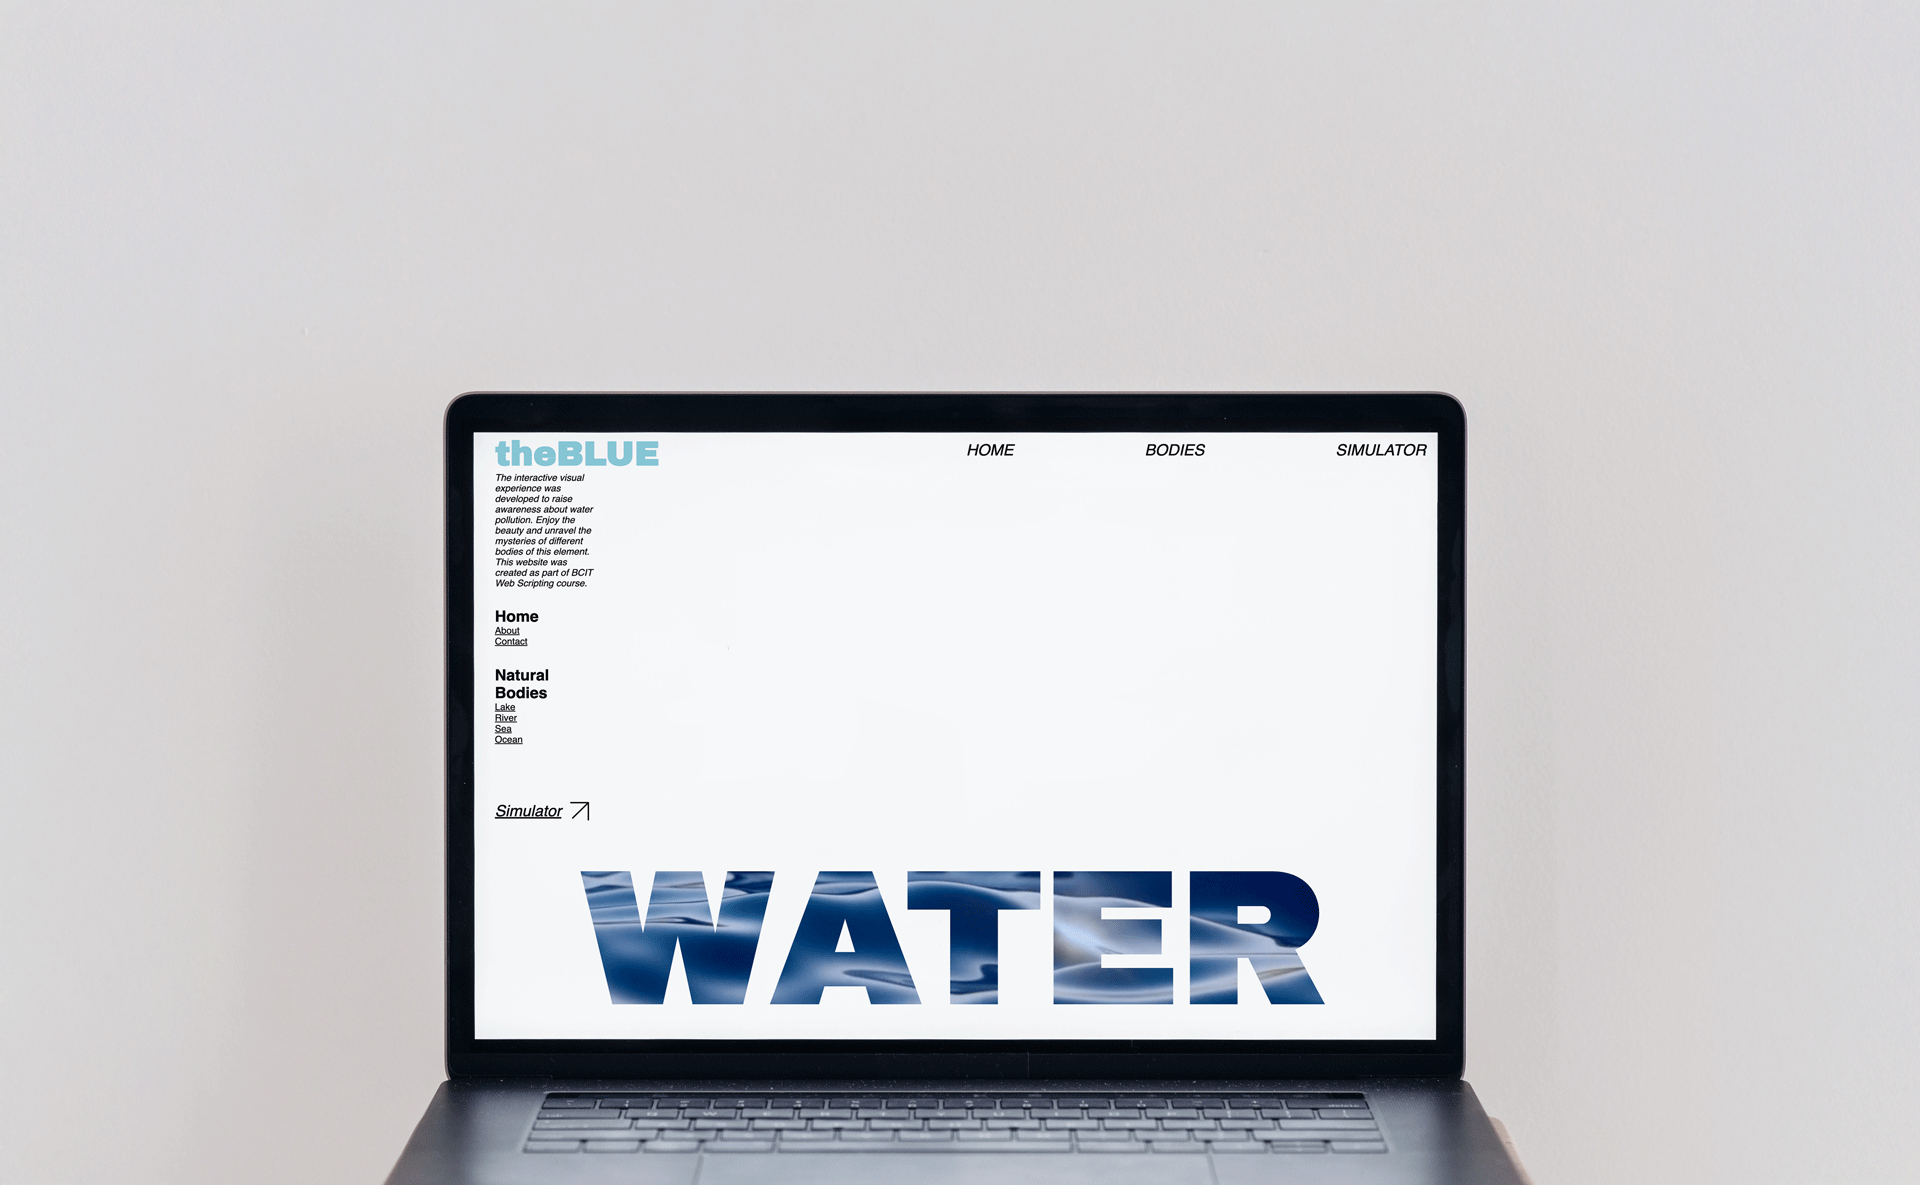 theBLUE
HOME
BODIES
SIMULATOR
The interactive visual
experience was
developed to raise
awareness about water
pollution. Enjoy the
beauty and unravel the
mysteries of different
bodies of this element.
This website was
created as part of BCIT
Web Scripting course.
Home
About
Contact
Natural
Bodies
Lake
River
Sea
Ocean
Simulator
WATER